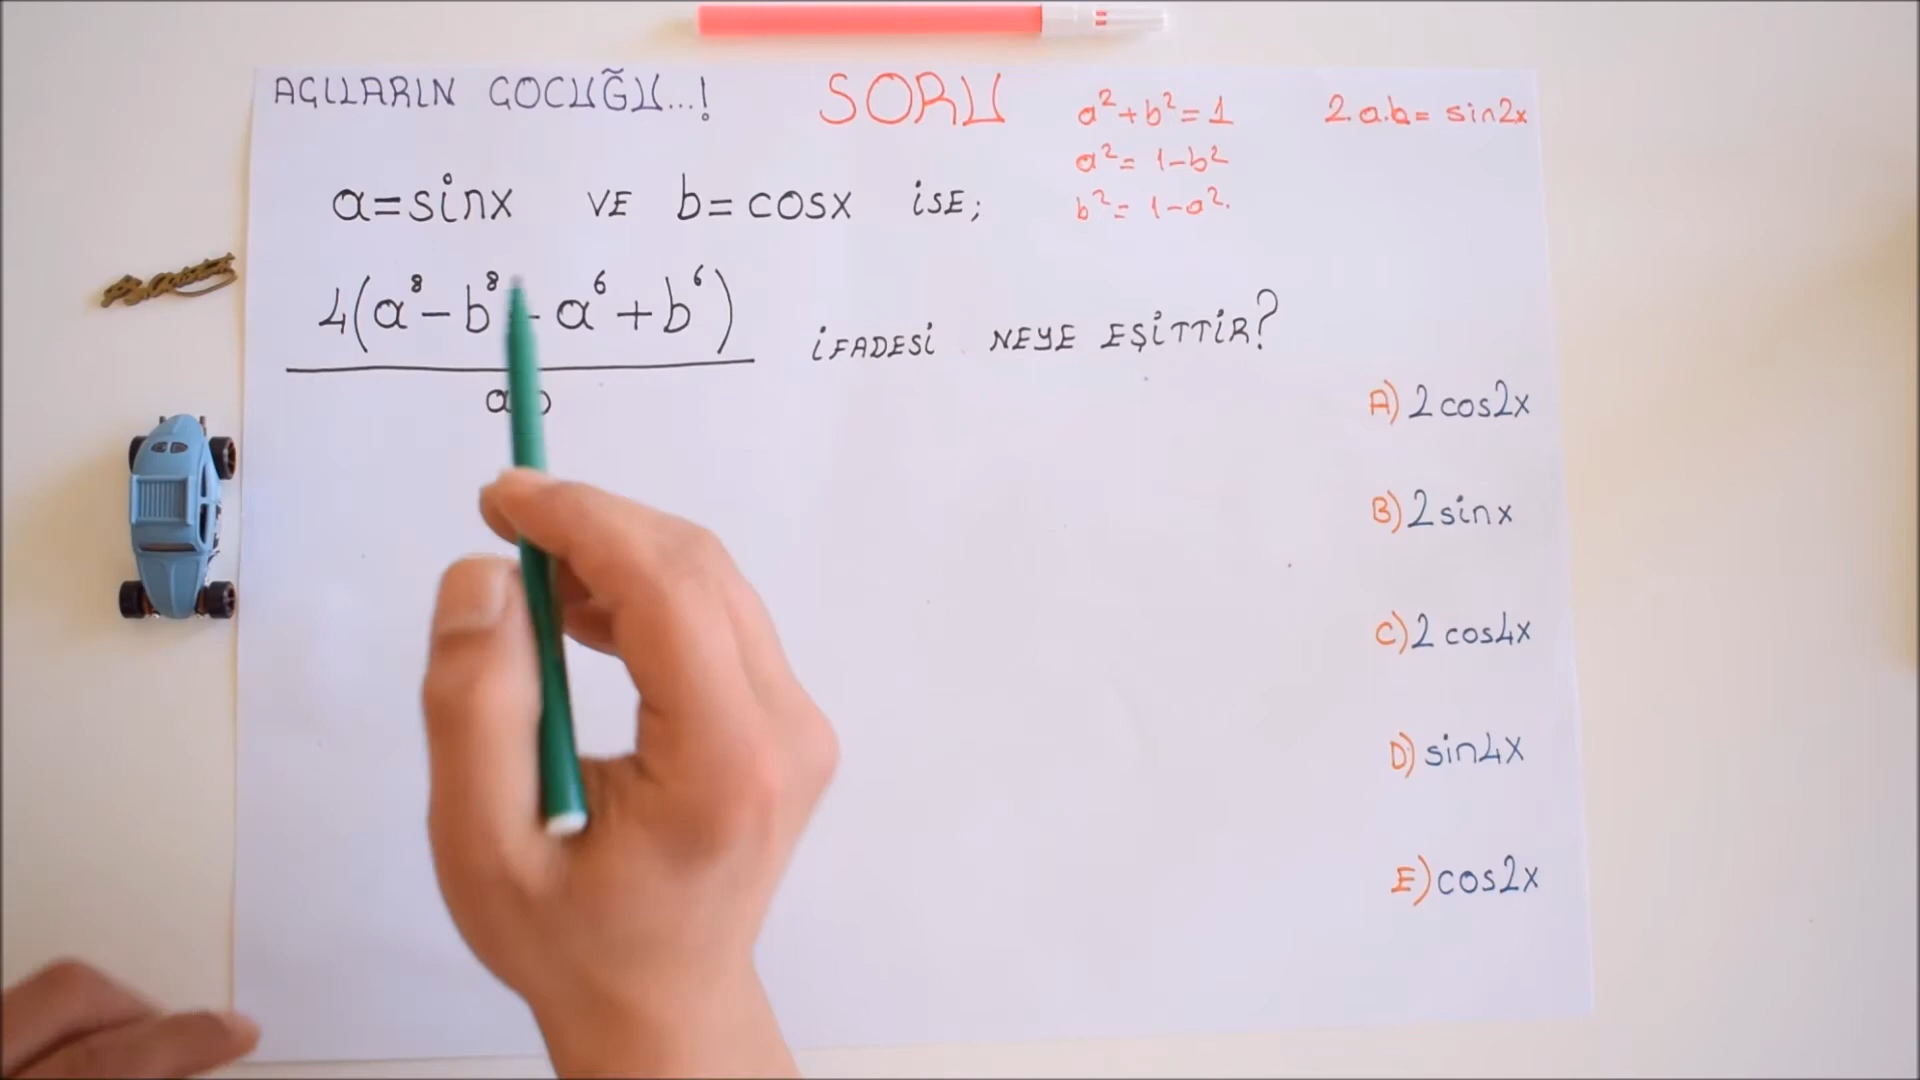 AÇILARIN ÇOCUĞU...!
SORU
a²+b²=1
a²= 1-b²
b²= 1-a².
2.a.b= sin2x
a=sinx VE b=cosx İSE;
4(a⁸-b⁸-a⁶+b⁶)
a b
İFADESİ NEYE EŞİTTİR?
A) 2cos2x
B) 2sinx
C) 2cos4x
D) sin4x
E) cos2x